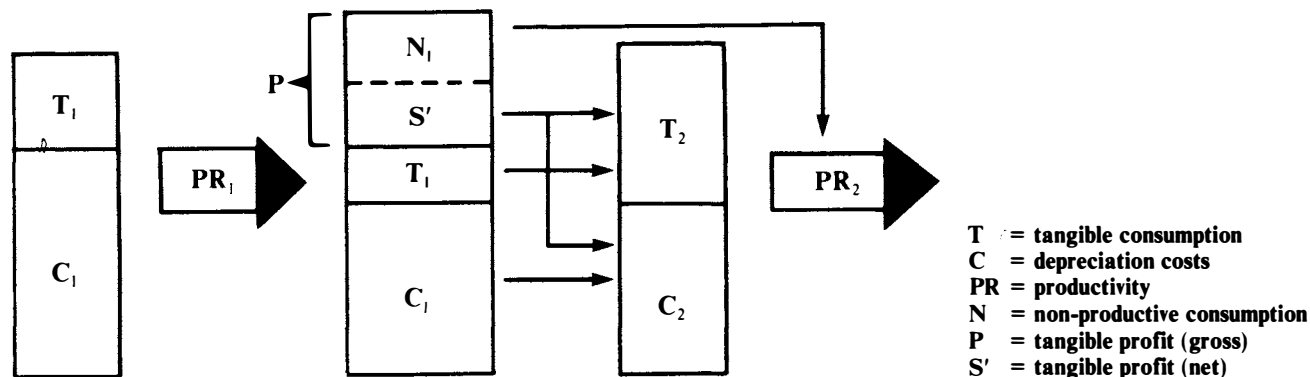 T₁
C₁
PR₁
P
N₁
S′
T₁
C₁
T₂
C₂
PR₂
T = tangible consumption
C = depreciation costs
PR = productivity
N = non-productive consumption
P = tangible profit (gross)
S′ = tangible profit (net)